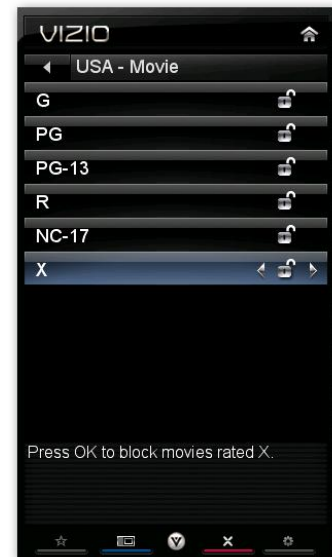 VIZIO
USA - Movie
G
PG
PG-13
R
NC-17
X
Press OK to block movies rated X.